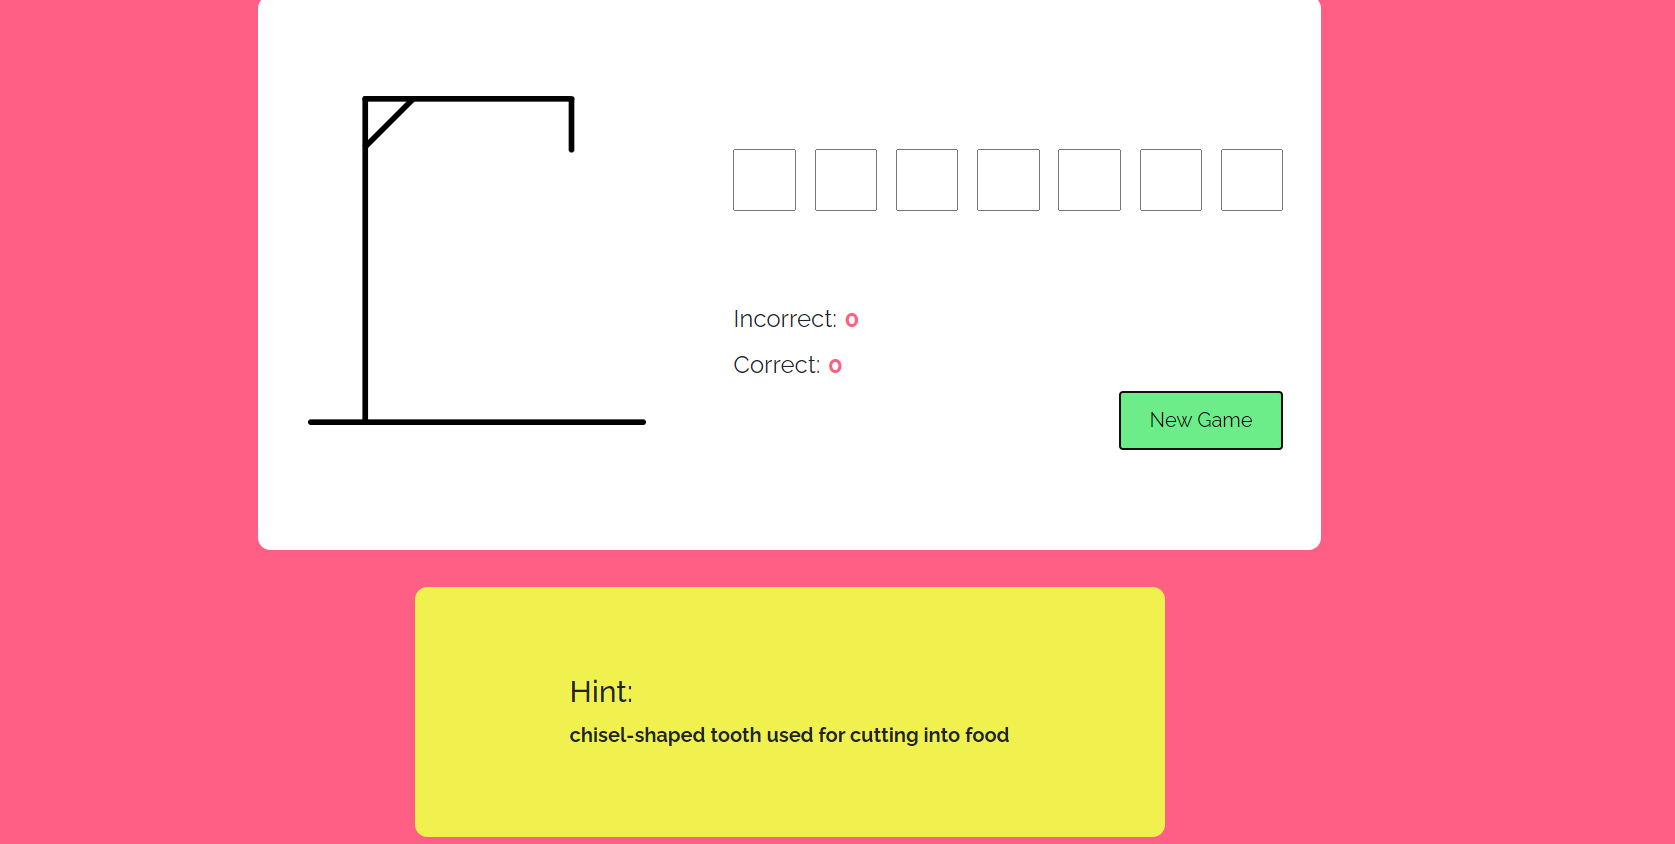 Incorrect: 0
Correct: 0
New Game
Hint:
chisel-shaped tooth used for cutting into food